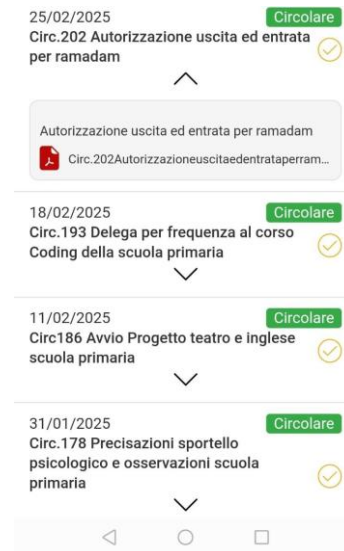 25/02/2025 Circolare
Circ.202 Autorizzazione uscita ed entrata
per ramadam
Autorizzazione uscita ed entrata per ramadam
Circ.202Autorizzazioneuscitaedentrataperram...
18/02/2025 Circolare
Circ.193 Delega per frequenza al corso
Coding della scuola primaria
11/02/2025 Circolare
Circ186 Avvio Progetto teatro e inglese
scuola primaria
31/01/2025 Circolare
Circ.178 Precisazioni sportello
psicologico e osservazioni scuola
primaria